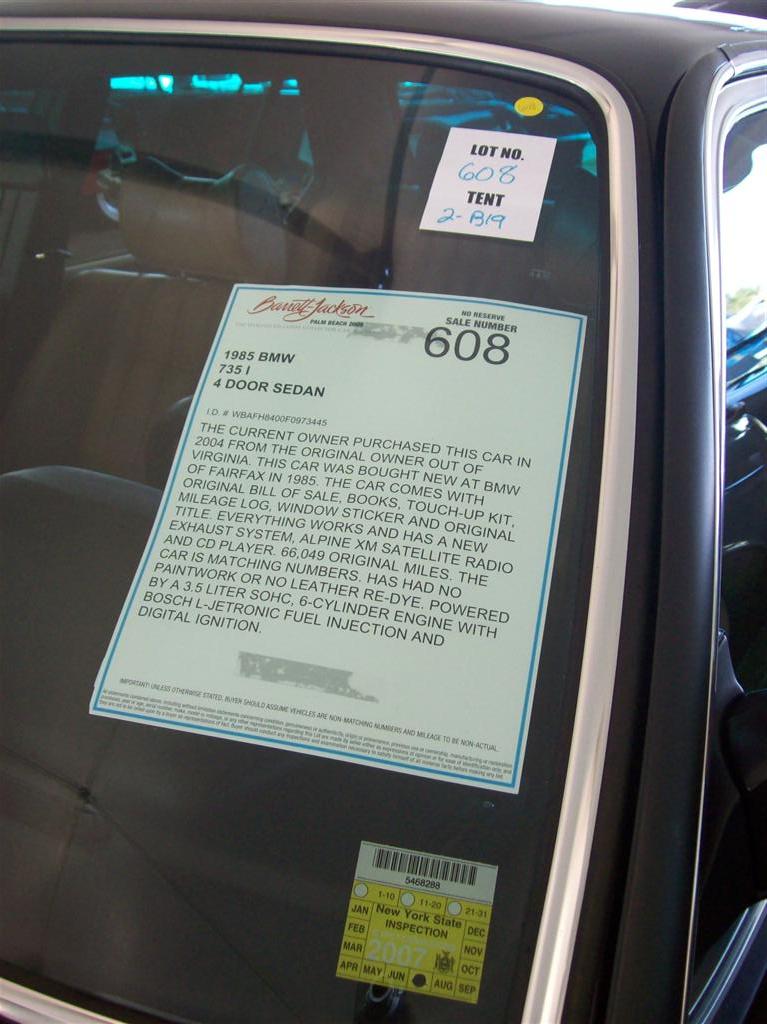 LOT NO.
608
TENT
2-B19
Barrett-Jackson
PALM BEACH 2009
NO RESERVE
SALE NUMBER
608
1985 BMW
735 I
4 DOOR SEDAN
I.D. # WBAFH8400F0973445
THE CURRENT OWNER PURCHASED THIS CAR IN
2004 FROM THE ORIGINAL OWNER OUT OF
VIRGINIA. THIS CAR WAS BOUGHT NEW AT BMW
OF FAIRFAX IN 1985. THE CAR COMES WITH
ORIGINAL BILL OF SALE, BOOKS, TOUCH-UP KIT,
MILEAGE LOG, WINDOW STICKER AND ORIGINAL
TITLE. EVERYTHING WORKS AND HAS A NEW
EXHAUST SYSTEM, ALPINE XM SATELLITE RADIO
AND CD PLAYER. 66,049 ORIGINAL MILES. THE
CAR IS MATCHING NUMBERS. HAS HAD NO
PAINTWORK OR NO LEATHER RE-DYE. POWERED
BY A 3.5 LITER SOHC, 6-CYLINDER ENGINE WITH
BOSCH L-JETRONIC FUEL INJECTION AND
DIGITAL IGNITION.
IMPORTANT! UNLESS OTHERWISE STATED, BUYER SHOULD ASSUME VEHICLES ARE NON-MATCHING NUMBERS AND MILEAGE TO BE NON-ACTUAL.
5468288
1-10 11-20 21-31
JAN New York State DEC
FEB INSPECTION NOV
MAR 2007 OCT
APR MAY JUN AUG SEP